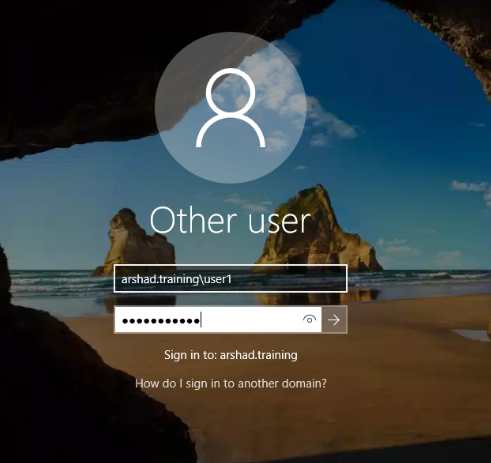 Other user
arshad.training\user1
●●●●●●●●●●●
Sign in to: arshad.training
How do I sign in to another domain?